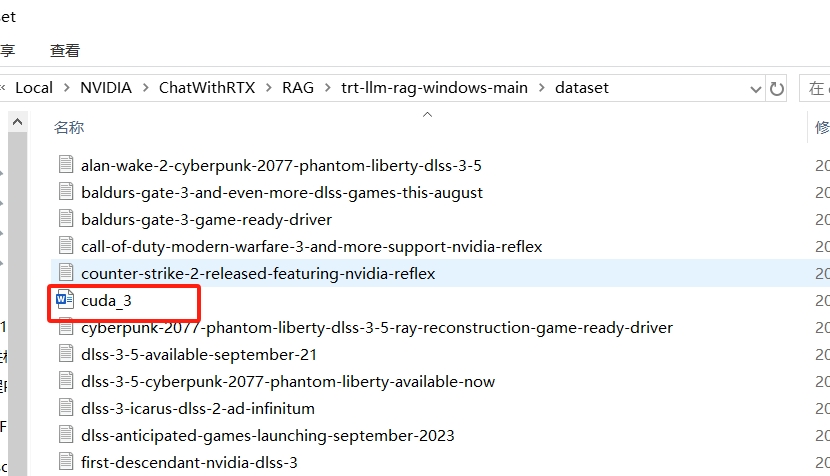 set
享 查看
« Local > NVIDIA > ChatWithRTX > RAG > trt-llm-rag-windows-main > dataset 在
名称 修
alan-wake-2-cyberpunk-2077-phantom-liberty-dlss-3-5 20
baldurs-gate-3-and-even-more-dlss-games-this-august 20
baldurs-gate-3-game-ready-driver 20
call-of-duty-modern-warfare-3-and-more-support-nvidia-reflex 20
counter-strike-2-released-featuring-nvidia-reflex 20
cuda_3 20
cyberpunk-2077-phantom-liberty-dlss-3-5-ray-reconstruction-game-ready-driver 20
dlss-3-5-available-september-21 20
dlss-3-5-cyberpunk-2077-phantom-liberty-available-now 20
dlss-3-icarus-dlss-2-ad-infinitum 20
dlss-anticipated-games-launching-september-2023 20
first-descendant-nvidia-dlss-3 20